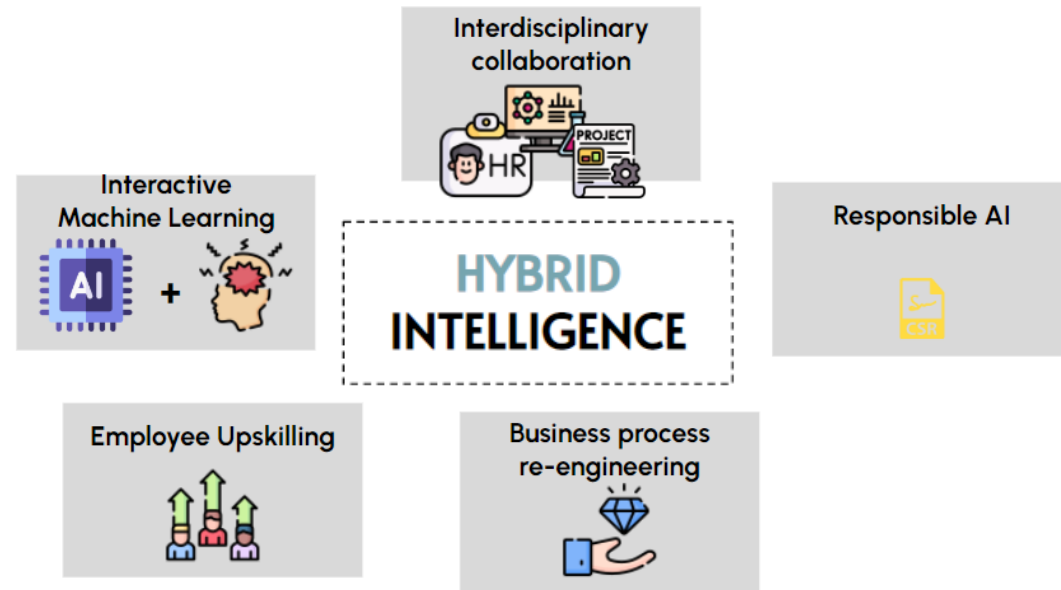 Interdisciplinary
collaboration
PROJECT
HR
Interactive
Machine Learning
AI
+
Responsible AI
CSR
HYBRID
INTELLIGENCE
Employee Upskilling
Business process
re-engineering